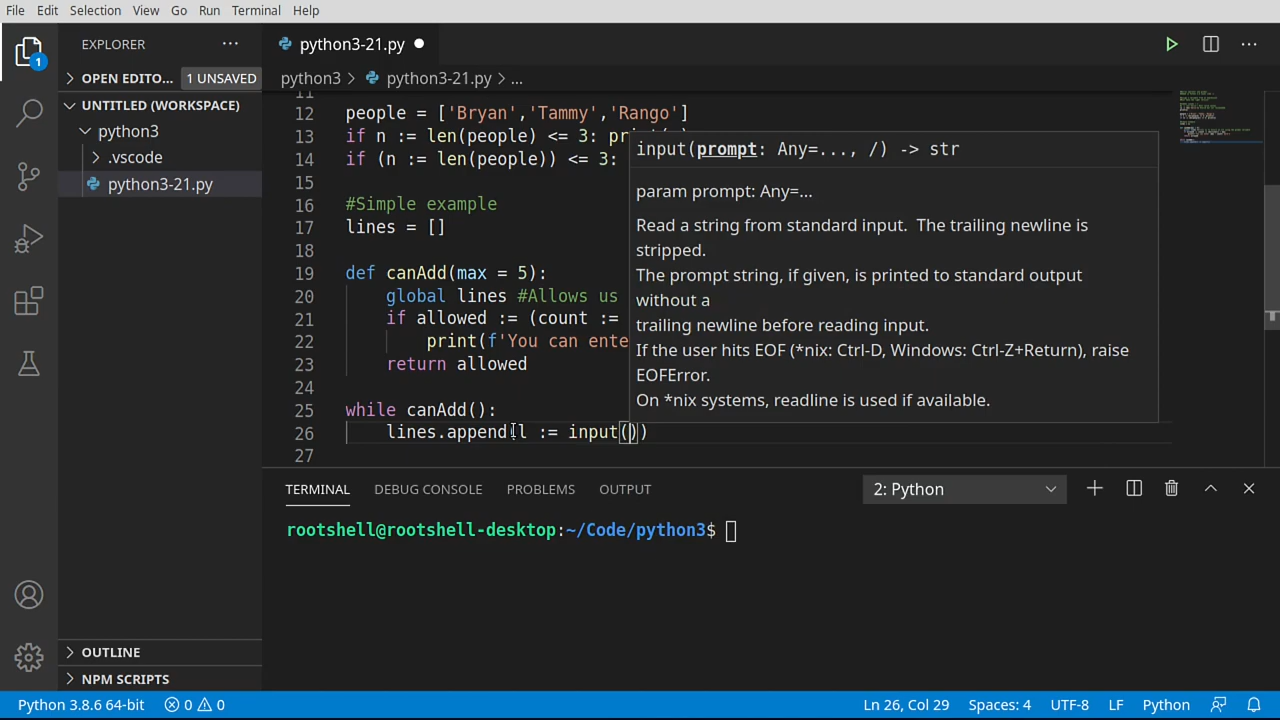 File Edit Selection View Go Run Terminal Help
EXPLORER ...
python3-21.py
1
OPEN EDITO... 1 UNSAVED
python3 > python3-21.py > ...
UNTITLED (WORKSPACE)
python3
.vscode
python3-21.py
11
12 people = ['Bryan','Tammy','Rango']
13 if n := len(people) <= 3:
14 if (n := len(people)) <= 3:
15
16 #Simple example
17 lines = []
18
19 def canAdd(max = 5):
20 global lines #Allows us
21 if allowed := (count :=
22 print(f'You can ente
23 return allowed
24
25 while canAdd():
26 lines.append(l := input())
27
input(prompt: Any=..., /) -> str
param prompt: Any=...
Read a string from standard input. The trailing newline is
stripped.
The prompt string, if given, is printed to standard output
without a
trailing newline before reading input.
If the user hits EOF (*nix: Ctrl-D, Windows: Ctrl-Z+Return), raise
EOFError.
On *nix systems, readline is used if available.
TERMINAL DEBUG CONSOLE PROBLEMS OUTPUT 2: Python
rootshell@rootshell-desktop:~/Code/python3$
OUTLINE
NPM SCRIPTS
Python 3.8.6 64-bit 0 0 Ln 26, Col 29 Spaces: 4 UTF-8 LF Python